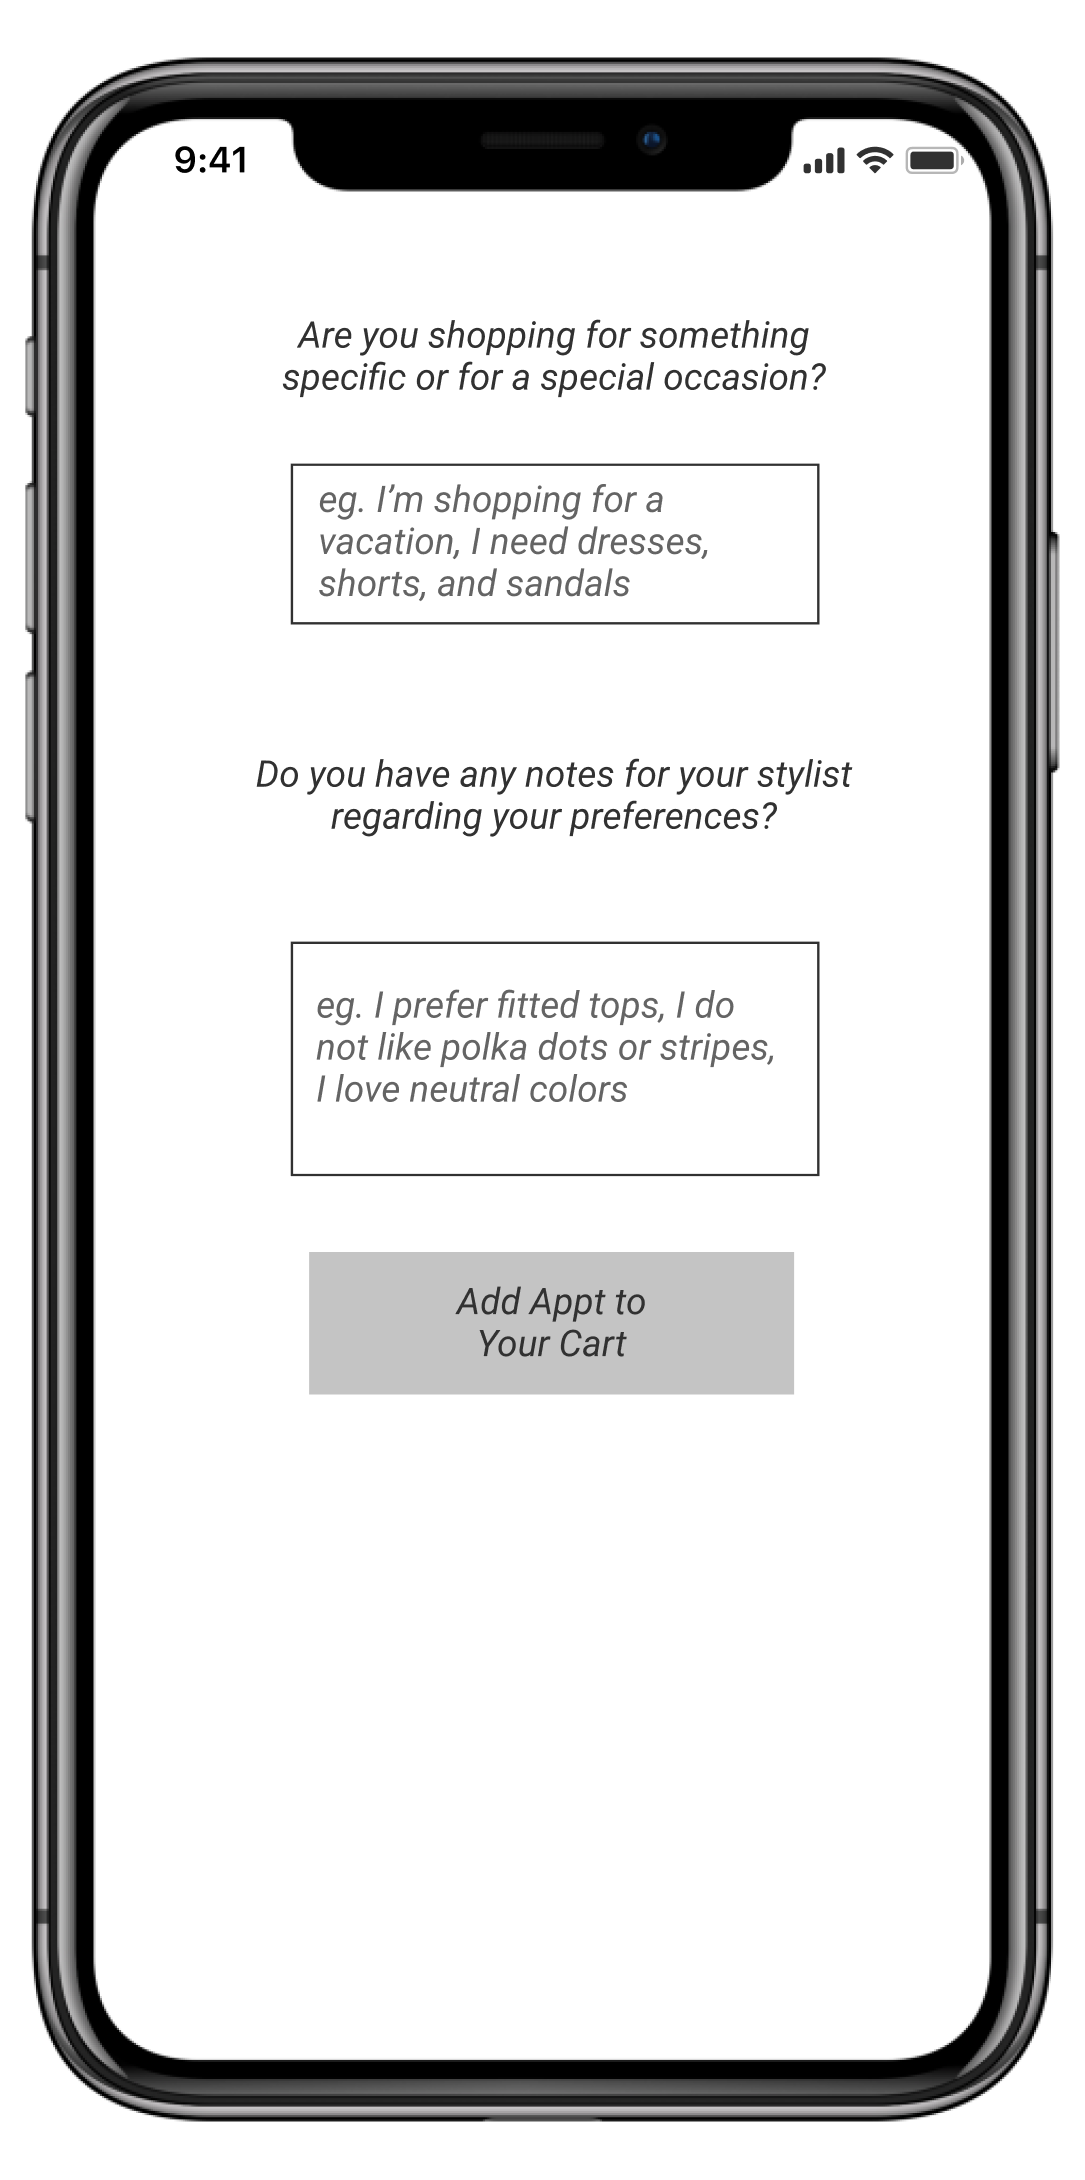 9:41
Are you shopping for something
specific or for a special occasion?
eg. I’m shopping for a
vacation, I need dresses,
shorts, and sandals
Do you have any notes for your stylist
regarding your preferences?
eg. I prefer fitted tops, I do
not like polka dots or stripes,
I love neutral colors
Add Appt to
Your Cart